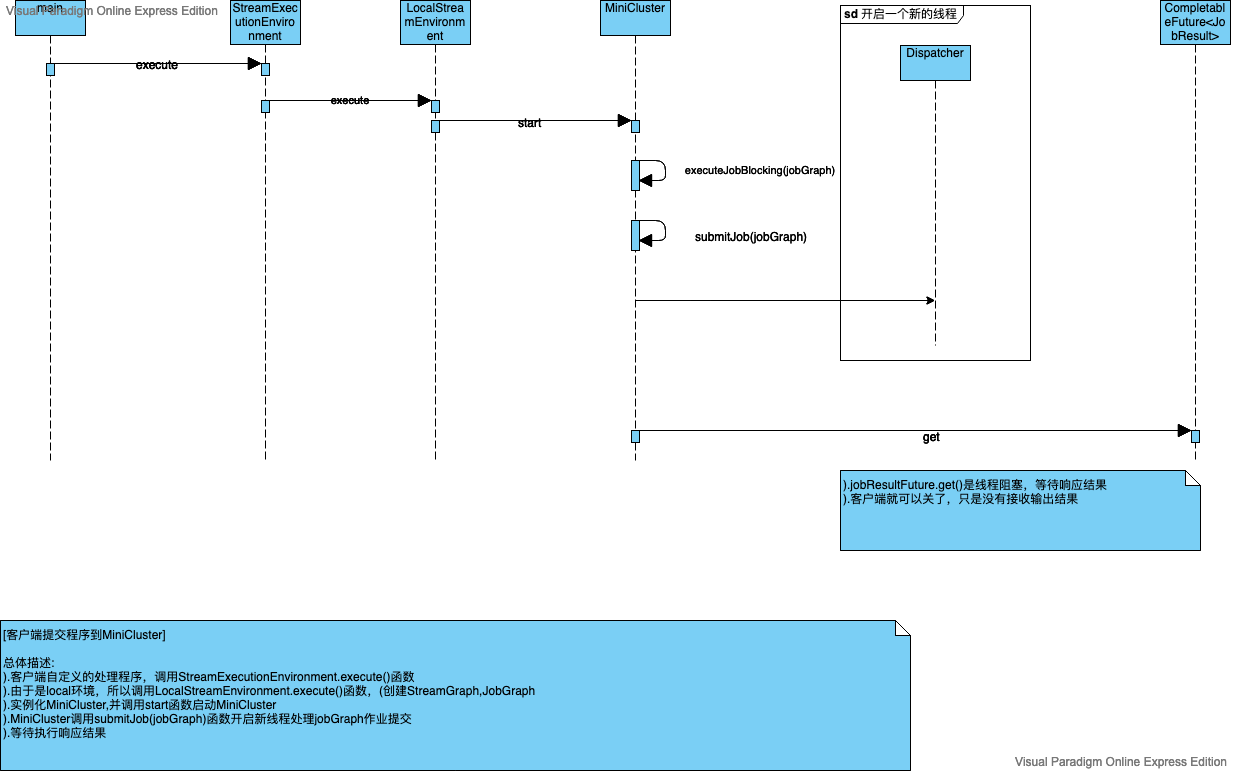 Visual Paradigm Online Express Edition
main
StreamExec
utionEnviro
nment
LocalStrea
mEnvironm
ent
MiniCluster
sd 开启一个新的线程
Dispatcher
Completabl
eFuture<Jo
bResult>
execute
execute
start
executeJobBlocking(jobGraph)
submitJob(jobGraph)
get
).jobResultFuture.get()是线程阻塞，等待响应结果
).客户端就可以关了，只是没有接收输出结果
[客户端提交程序到MiniCluster]
总体描述:
).客户端自定义的处理程序，调用StreamExecutionEnvironment.execute()函数
).由于是local环境，所以调用LocalStreamEnvironment.execute()函数，(创建StreamGraph,JobGraph
).实例化MiniCluster,并调用start函数启动MiniCluster
).MiniCluster调用submitJob(jobGraph)函数开启新线程处理jobGraph作业提交
).等待执行响应结果
Visual Paradigm Online Express Edition